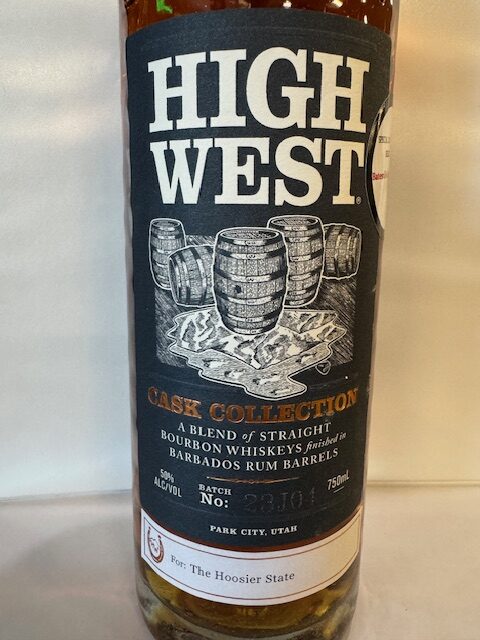 HIGH
WEST®
CASK COLLECTION
A BLEND of STRAIGHT
BOURBON WHISKEYS finished in
BARBADOS RUM BARRELS
50%
ALC/VOL
BATCH
No: 23J04
750mL
PARK CITY, UTAH
For: The Hoosier State